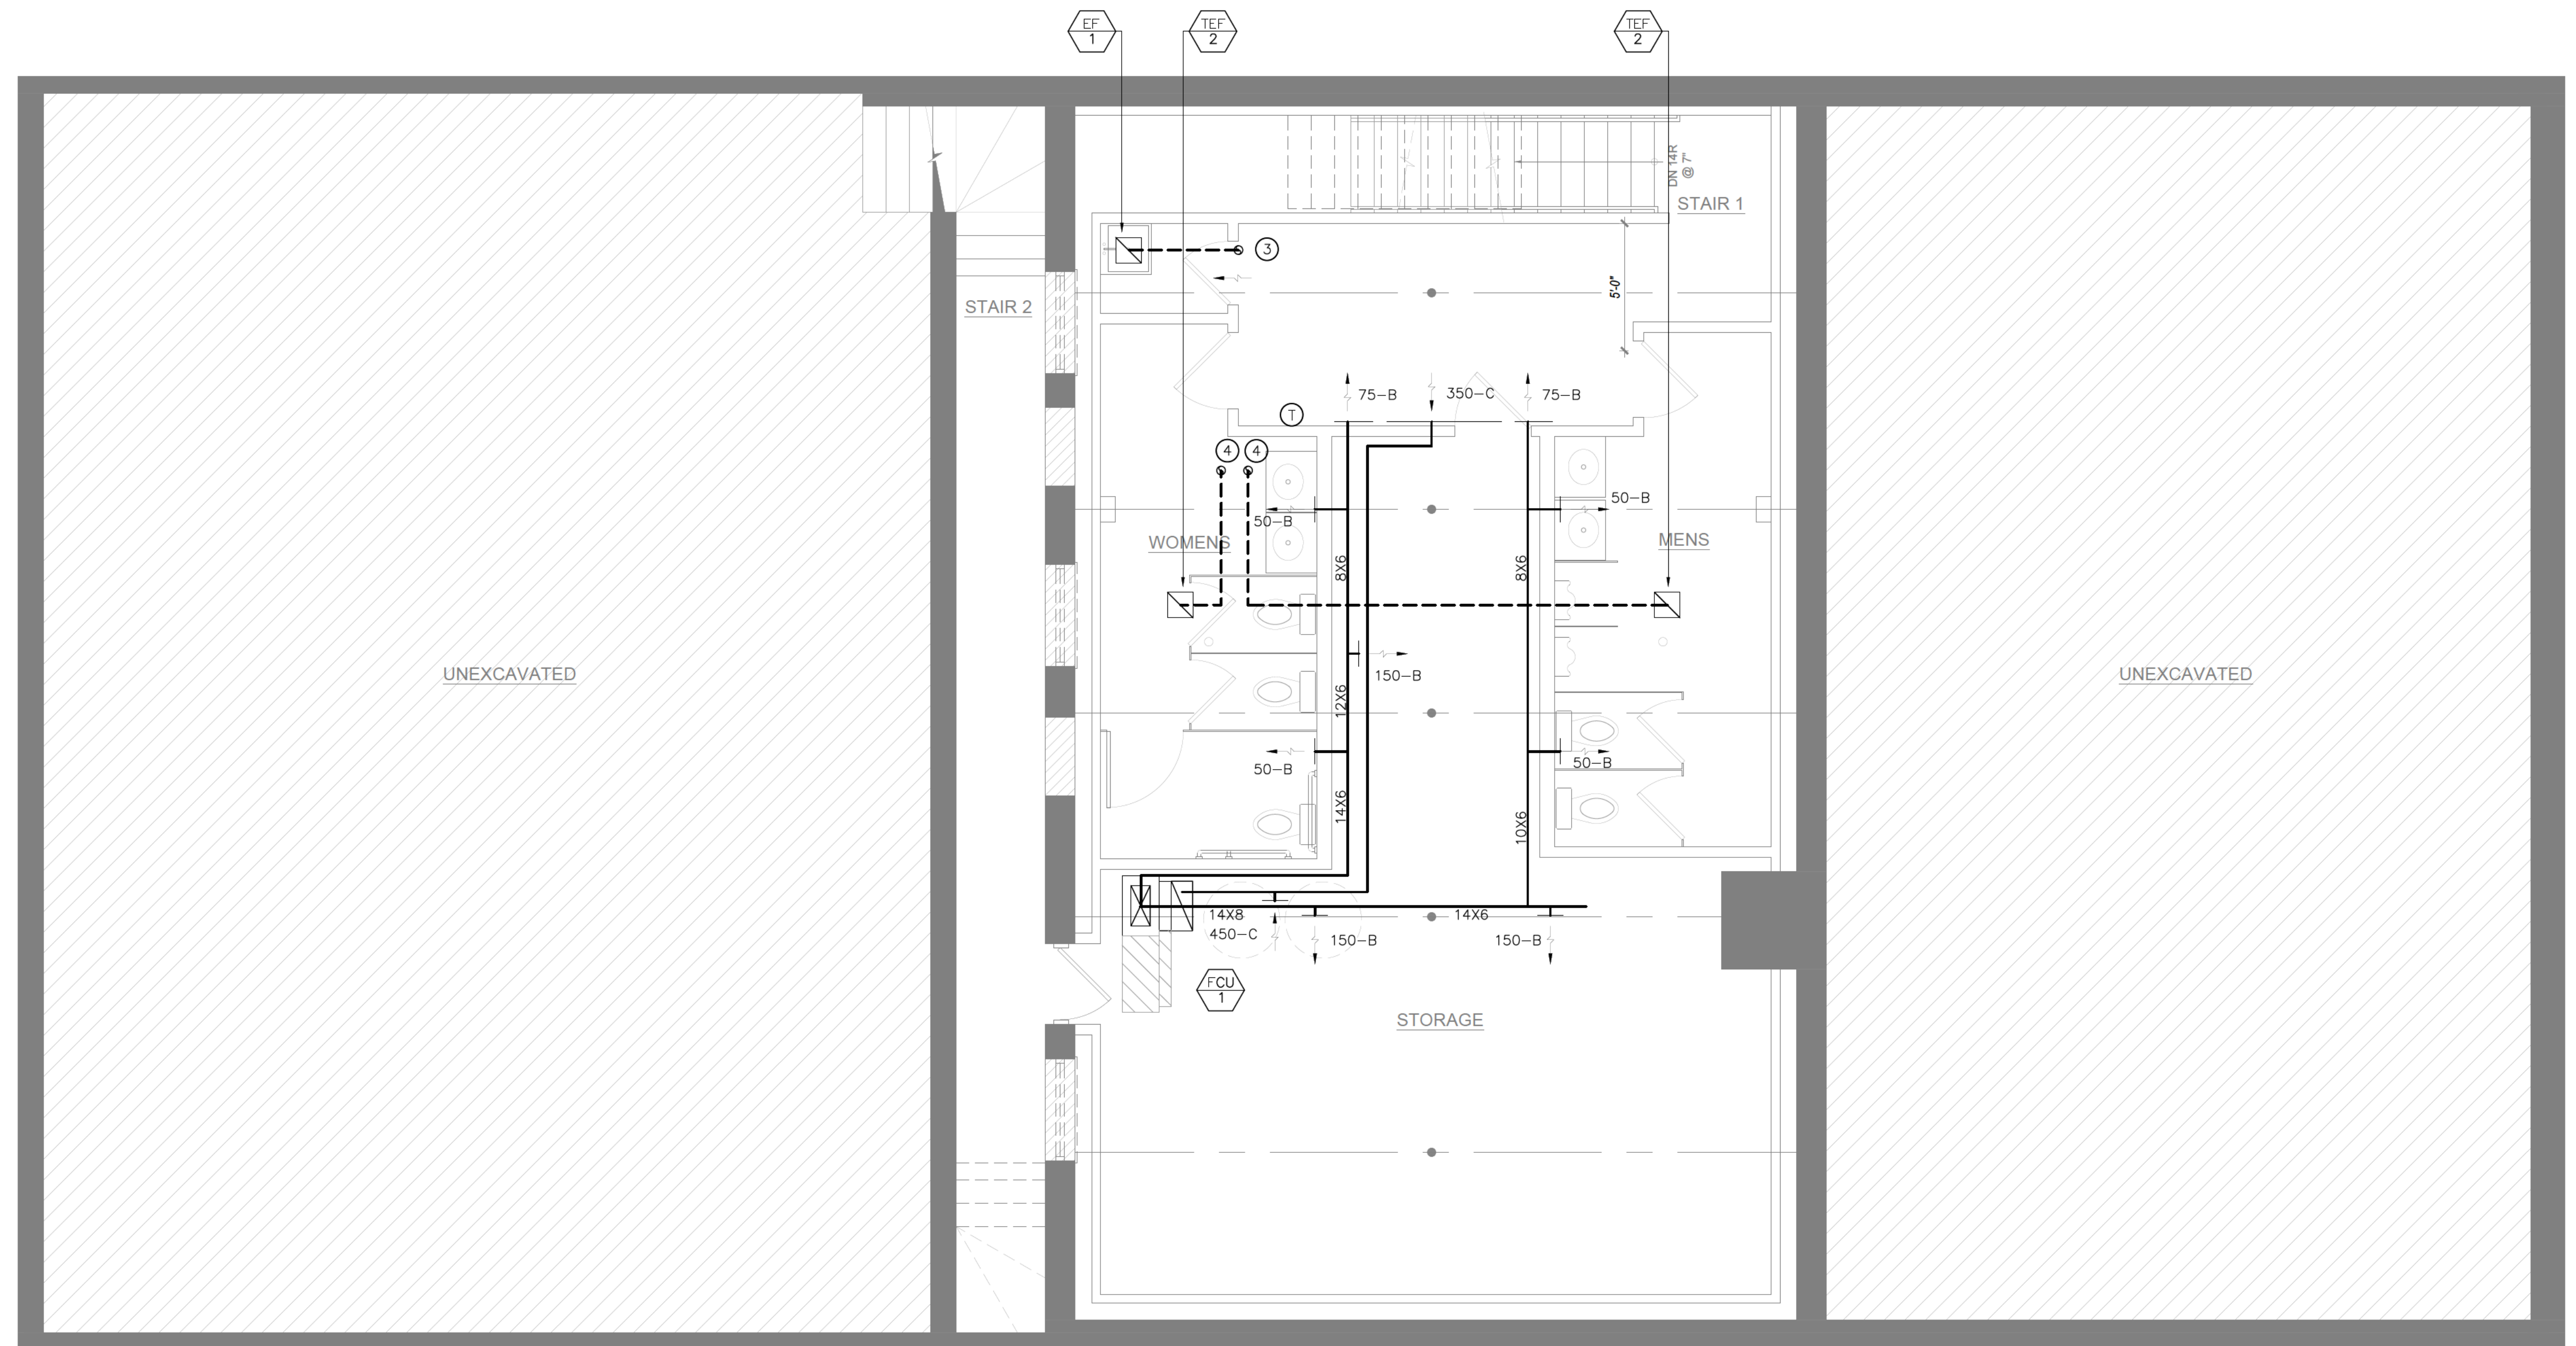 EF
1
TEF
2
TEF
2
DN 14R
@ 7"
STAIR 1
3
STAIR 2
5'-0"
75-B
350-C
75-B
T
4
4
50-B
50-B
WOMENS
MENS
8X6
8X6
UNEXCAVATED
150-B
UNEXCAVATED
12X6
50-B
50-B
14X6
10X6
14X8
14X6
450-C
150-B
150-B
FCU
1
STORAGE